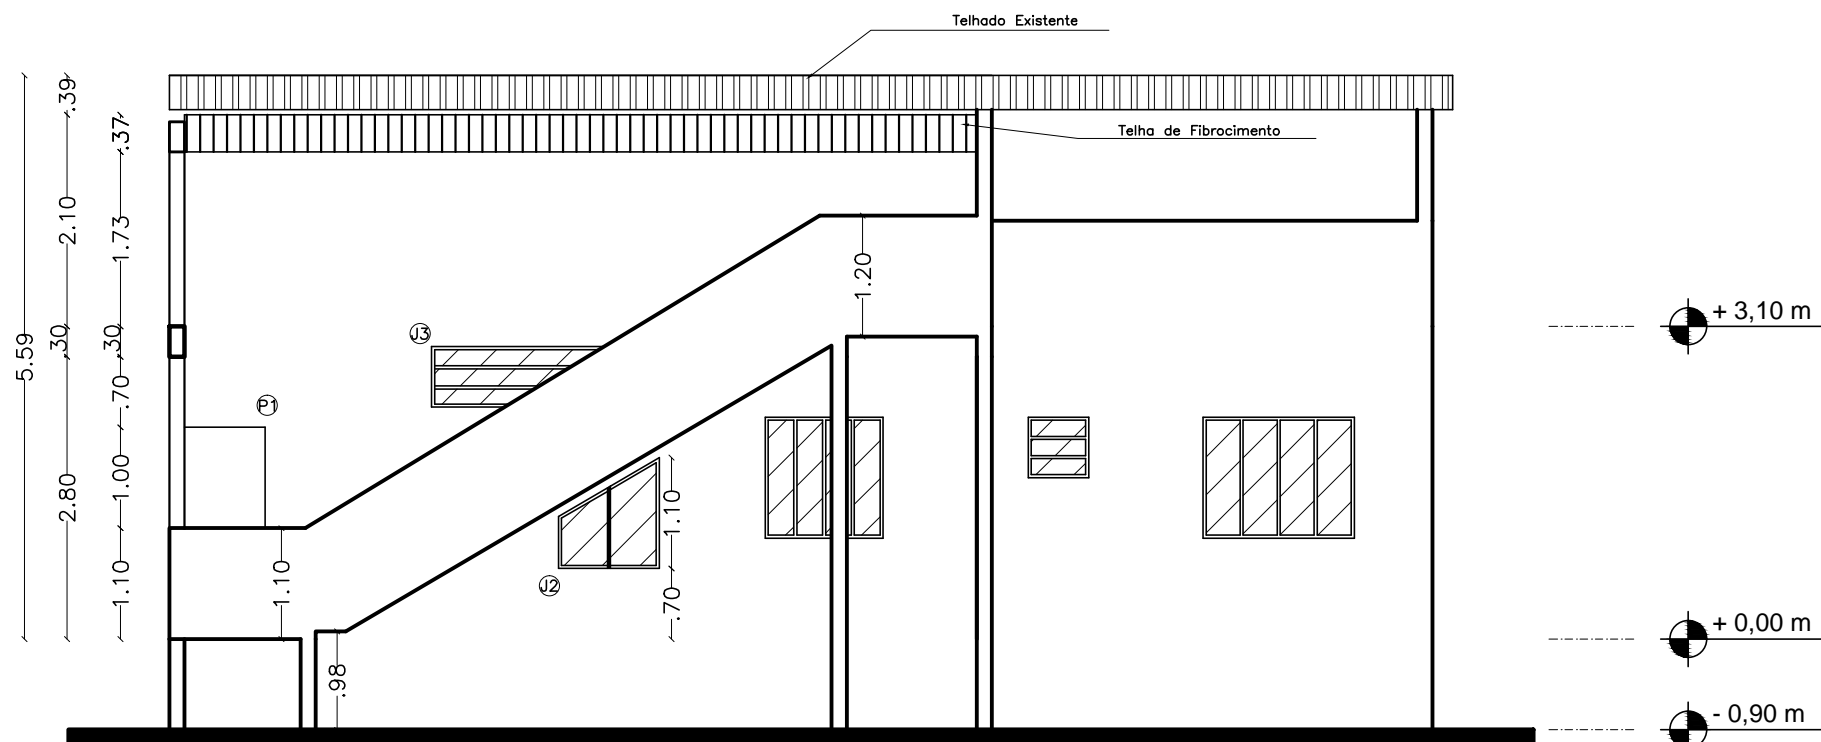 Telhado Existente
Telha de Fibrocimento
5.59
.39
2.10
.30
2.80
.37
1.73
.30
.70
1.00
1.10
P1
J3
1.20
1.10
J2
1.10
.70
.98
+ 3,10 m
+ 0,00 m
- 0,90 m